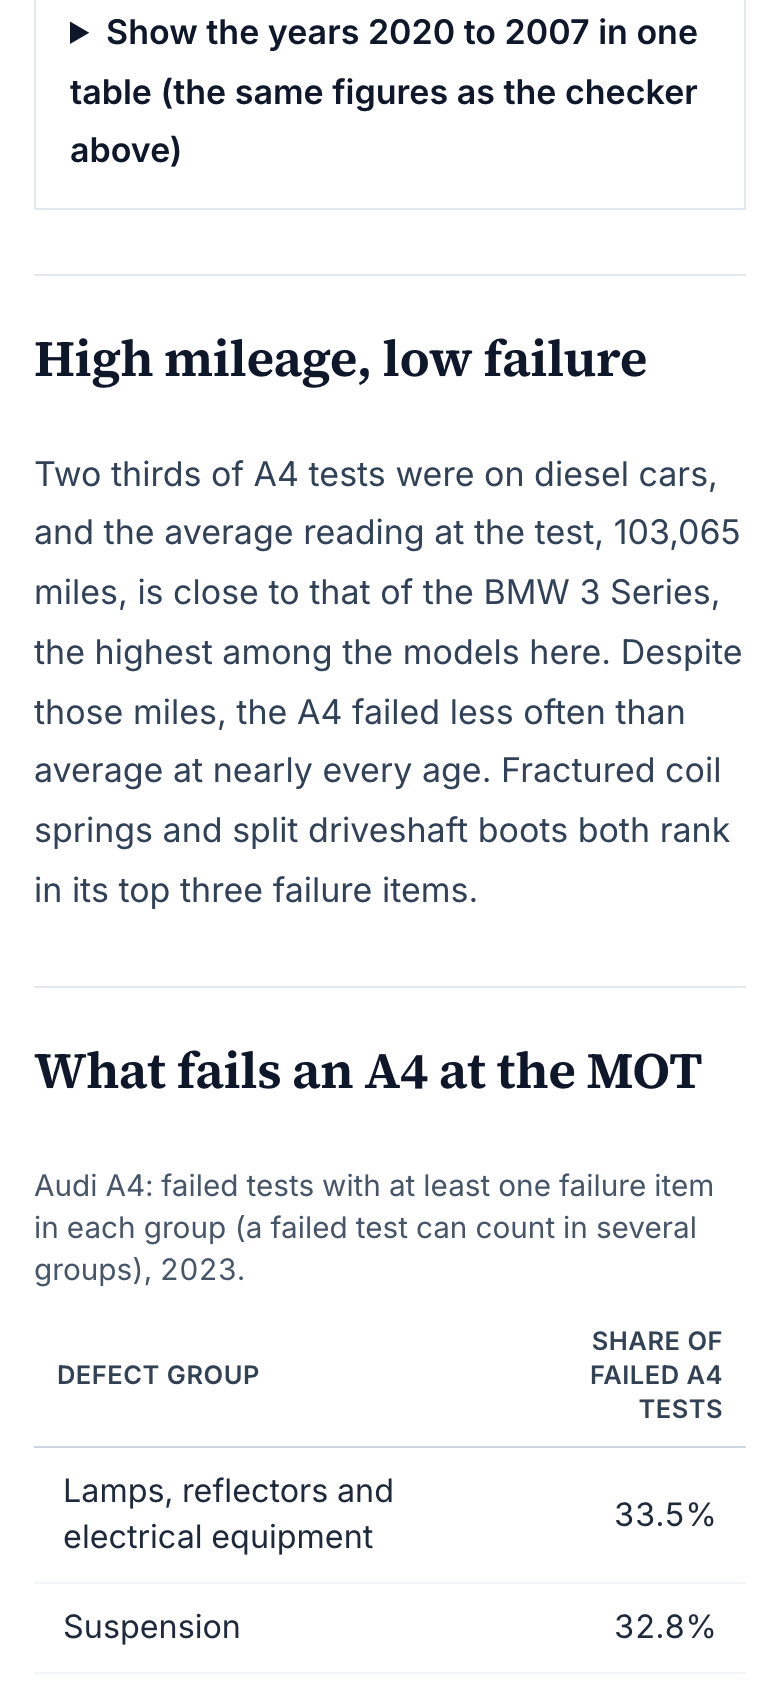 ▶ Show the years 2020 to 2007 in one
table (the same figures as the checker
above)
High mileage, low failure
Two thirds of A4 tests were on diesel cars,
and the average reading at the test, 103,065
miles, is close to that of the BMW 3 Series,
the highest among the models here. Despite
those miles, the A4 failed less often than
average at nearly every age. Fractured coil
springs and split driveshaft boots both rank
in its top three failure items.
What fails an A4 at the MOT
Audi A4: failed tests with at least one failure item
in each group (a failed test can count in several
groups), 2023.
DEFECT GROUP
SHARE OF
FAILED A4
TESTS
Lamps, reflectors and
electrical equipment
33.5%
Suspension
32.8%